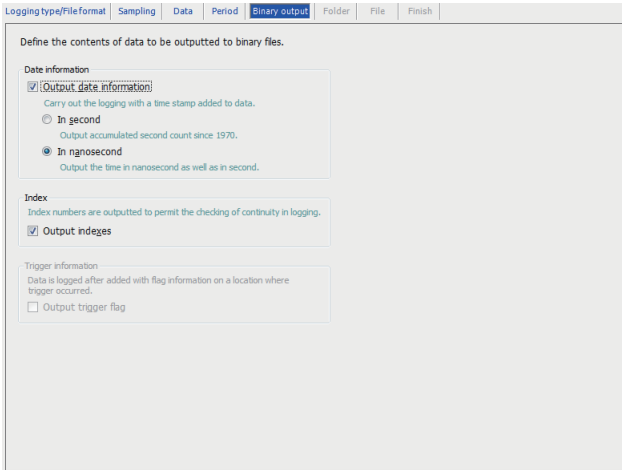 Logging type/File format Sampling Data Period Binary output Folder File Finish
Define the contents of data to be outputted to binary files.
Date information
Output date information
Carry out the logging with a time stamp added to data.
In second
Output accumulated second count since 1970.
In nanosecond
Output the time in nanosecond as well as in second.
Index
Index numbers are outputted to permit the checking of continuity in logging.
Output indexes
Trigger information
Data is logged after added with flag information on a location where
trigger occurred.
Output trigger flag